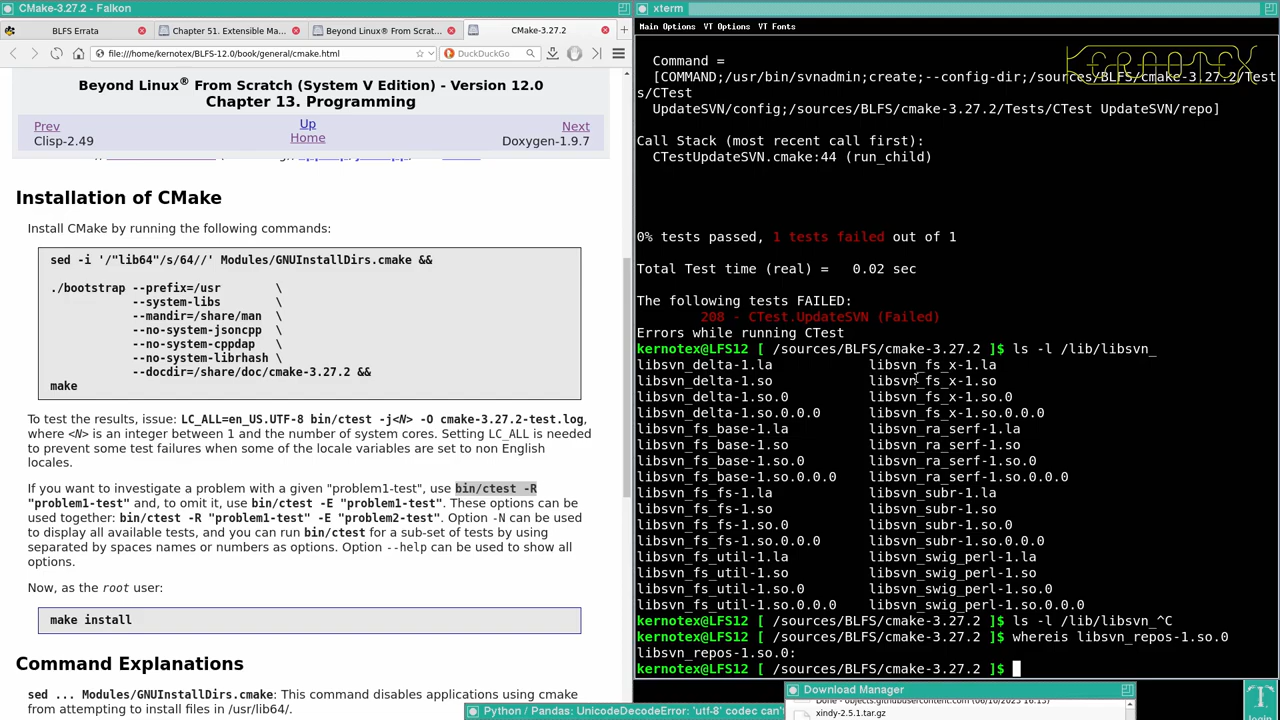 CMake-3.27.2 - Falkon
BLFS Errata
Chapter 51. Extensible Ma...
Beyond Linux® From Scrat...
CMake-3.27.2
file:///home/kernotex/BLFS-12.0/book/general/cmake.html
DuckDuckGo
Beyond Linux® From Scratch (System V Edition) - Version 12.0
Chapter 13. Programming
Prev
Up
Next
Clisp-2.49
Home
Doxygen-1.9.7
Installation of CMake
Install CMake by running the following commands:
sed -i '/"lib64"/s/64//' Modules/GNUInstallDirs.cmake &&
./bootstrap --prefix=/usr \
--system-libs \
--mandir=/share/man \
--no-system-jsoncpp \
--no-system-cppdap \
--no-system-librhash \
--docdir=/share/doc/cmake-3.27.2 &&
make
To test the results, issue: LC_ALL=en_US.UTF-8 bin/ctest -j<N> -O cmake-3.27.2-test.log,
where <N> is an integer between 1 and the number of system cores. Setting LC_ALL is needed
to prevent some test failures when some of the locale variables are set to non English
locales.
If you want to investigate a problem with a given "problem1-test", use bin/ctest -R
"problem1-test" and, to omit it, use bin/ctest -E "problem1-test". These options can be
used together: bin/ctest -R "problem1-test" -E "problem2-test". Option -N can be used
to display all available tests, and you can run bin/ctest for a sub-set of tests by using
separated by spaces names or numbers as options. Option --help can be used to show all
options.
Now, as the root user:
make install
Command Explanations
sed ... Modules/GNUInstallDirs.cmake: This command disables applications using cmake
from attempting to install files in /usr/lib64/.
xterm
Main Options VT Options VT Fonts
KERNOTEX
Command =
[COMMAND;/usr/bin/svnadmin;create;--config-dir;/sources/BLFS/cmake-3.27.2/Test
s/CTest
UpdateSVN/config;/sources/BLFS/cmake-3.27.2/Tests/CTest UpdateSVN/repo]
Call Stack (most recent call first):
CTestUpdateSVN.cmake:44 (run_child)
0% tests passed, 1 tests failed out of 1
Total Test time (real) = 0.02 sec
The following tests FAILED:
208 - CTest.UpdateSVN (Failed)
Errors while running CTest
kernotex@LFS12 [ /sources/BLFS/cmake-3.27.2 ]$ ls -l /lib/libsvn_
libsvn_delta-1.la libsvn_fs_x-1.la
libsvn_delta-1.so libsvn_fs_x-1.so
libsvn_delta-1.so.0 libsvn_fs_x-1.so.0
libsvn_delta-1.so.0.0.0 libsvn_fs_x-1.so.0.0.0
libsvn_fs_base-1.la libsvn_ra_serf-1.la
libsvn_fs_base-1.so libsvn_ra_serf-1.so
libsvn_fs_base-1.so.0 libsvn_ra_serf-1.so.0
libsvn_fs_base-1.so.0.0.0 libsvn_ra_serf-1.so.0.0.0
libsvn_fs_fs-1.la libsvn_subr-1.la
libsvn_fs_fs-1.so libsvn_subr-1.so
libsvn_fs_fs-1.so.0 libsvn_subr-1.so.0
libsvn_fs_fs-1.so.0.0.0 libsvn_subr-1.so.0.0.0
libsvn_fs_util-1.la libsvn_swig_perl-1.la
libsvn_fs_util-1.so libsvn_swig_perl-1.so
libsvn_fs_util-1.so.0 libsvn_swig_perl-1.so.0
libsvn_fs_util-1.so.0.0.0 libsvn_swig_perl-1.so.0.0.0
kernotex@LFS12 [ /sources/BLFS/cmake-3.27.2 ]$ ls -l /lib/libsvn_^C
kernotex@LFS12 [ /sources/BLFS/cmake-3.27.2 ]$ whereis libsvn_repos-1.so.0
libsvn_repos-1.so.0:
kernotex@LFS12 [ /sources/BLFS/cmake-3.27.2 ]$
Download Manager
xindy-2.5.1.tar.gz
Python / Pandas: UnicodeDecodeError: 'utf-8' codec can't